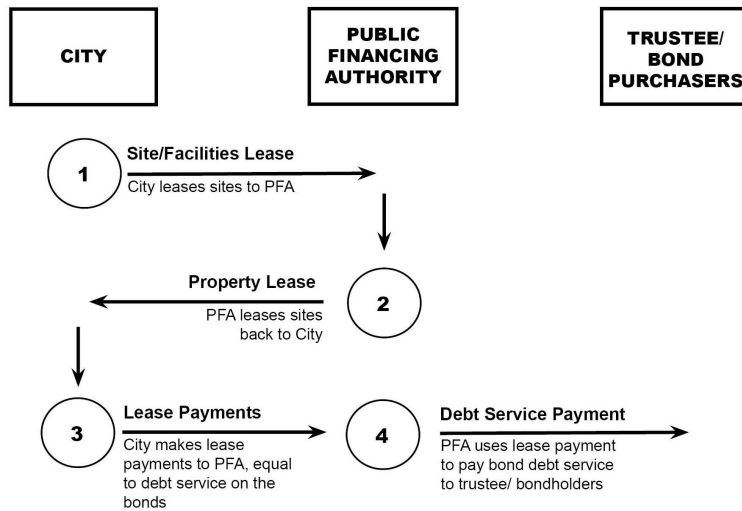 CITY
PUBLIC
FINANCING
AUTHORITY
TRUSTEE/
BOND
PURCHASERS
1
Site/Facilities Lease
City leases sites to PFA
Property Lease
PFA leases sites
back to City
2
3
Lease Payments
City makes lease
payments to PFA, equal
to debt service on the
bonds
4
Debt Service Payment
PFA uses lease payment
to pay bond debt service
to trustee/ bondholders